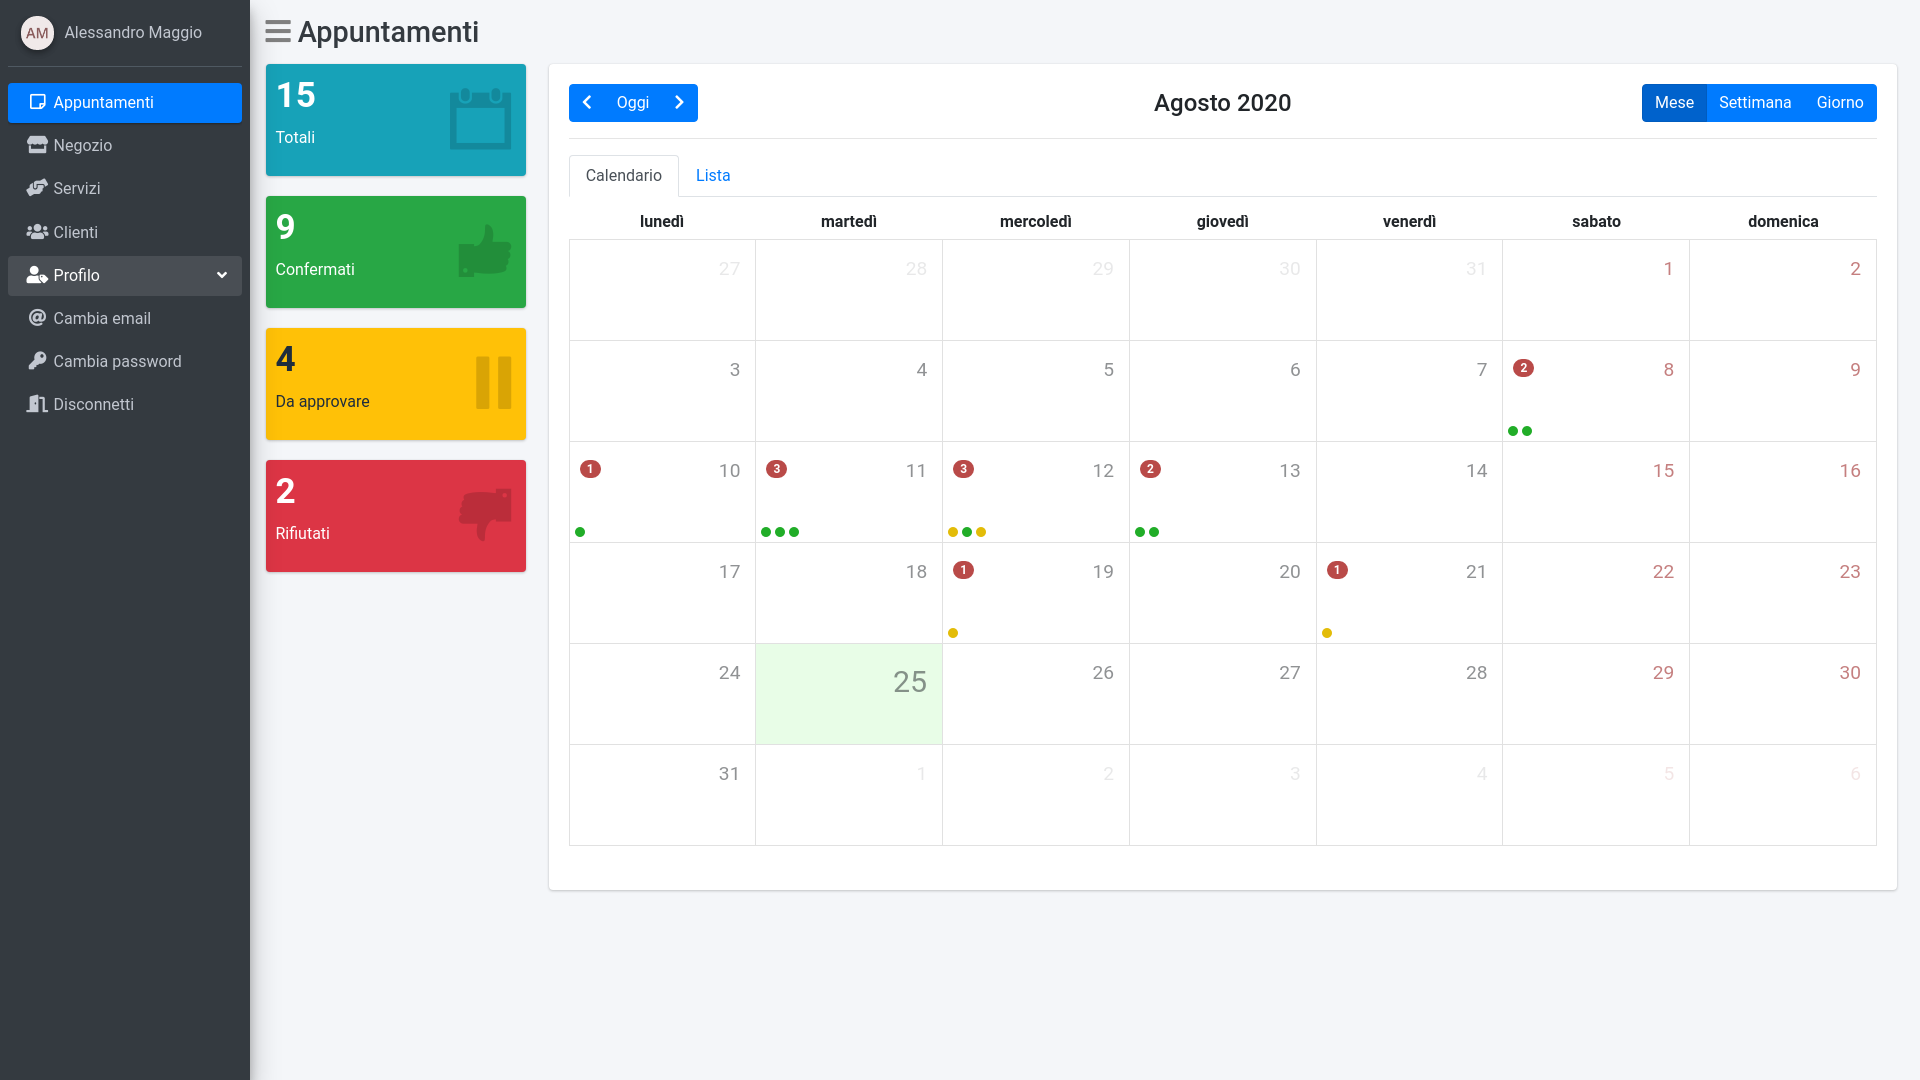 AM Alessandro Maggio
Appuntamenti
Negozio
Servizi
Clienti
Profilo
Cambia email
Cambia password
Disconnetti
Appuntamenti
15
Totali
9
Confermati
4
Da approvare
2
Rifiutati
Oggi
Agosto 2020
Mese Settimana Giorno
Calendario Lista
lunedì martedì mercoledì giovedì venerdì sabato domenica
27 28 29 30 31 1 2
3 4 5 6 7 2 8 9
1 10 3 11 3 12 2 13 14 15 16
17 18 1 19 20 1 21 22 23
24 25 26 27 28 29 30
31 1 2 3 4 5 6